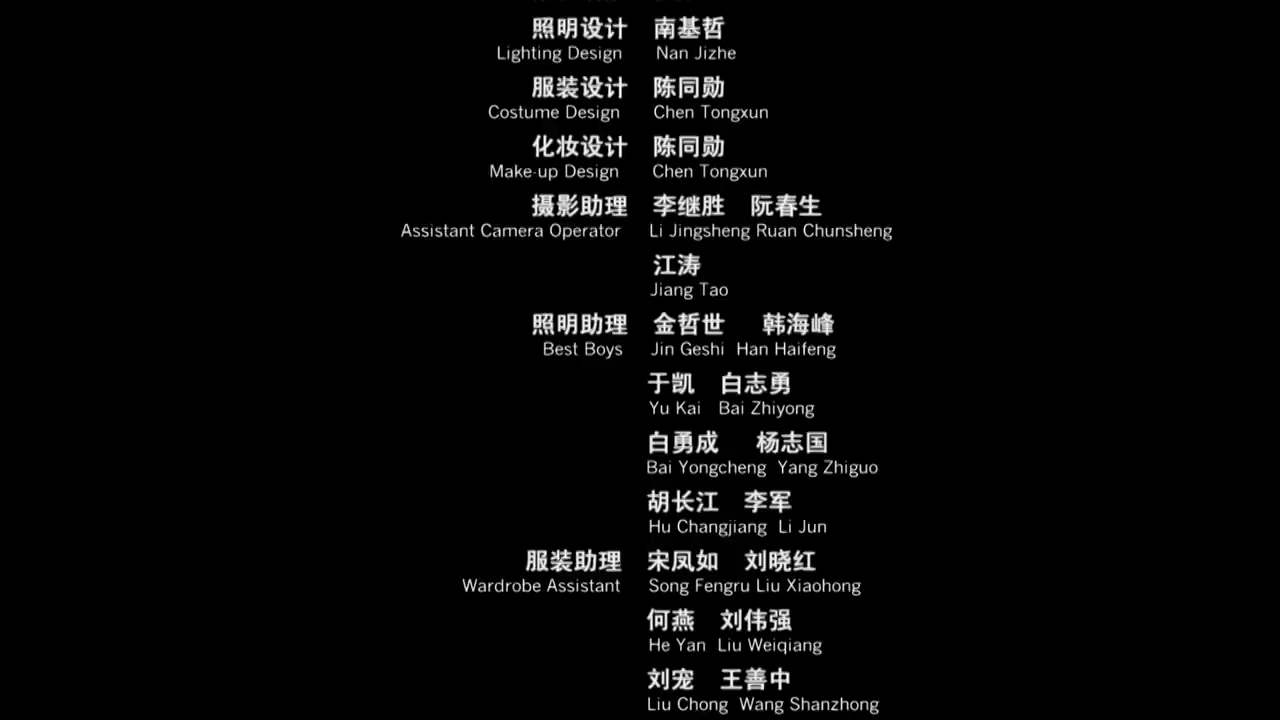 照明设计 南基哲
Lighting Design Nan Jizhe
服装设计 陈同勋
Costume Design Chen Tongxun
化妆设计 陈同勋
Make-up Design Chen Tongxun
摄影助理 李继胜 阮春生
Assistant Camera Operator Li Jingsheng Ruan Chunsheng
江涛
Jiang Tao
照明助理 金哲世 韩海峰
Best Boys Jin Geshi Han Haifeng
于凯 白志勇
Yu Kai Bai Zhiyong
白勇成 杨志国
Bai Yongcheng Yang Zhiguo
胡长江 李军
Hu Changjiang Li Jun
服装助理 宋凤如 刘晓红
Wardrobe Assistant Song Fengru Liu Xiaohong
何燕 刘伟强
He Yan Liu Weiqiang
刘宠 王善中
Liu Chong Wang Shanzhong